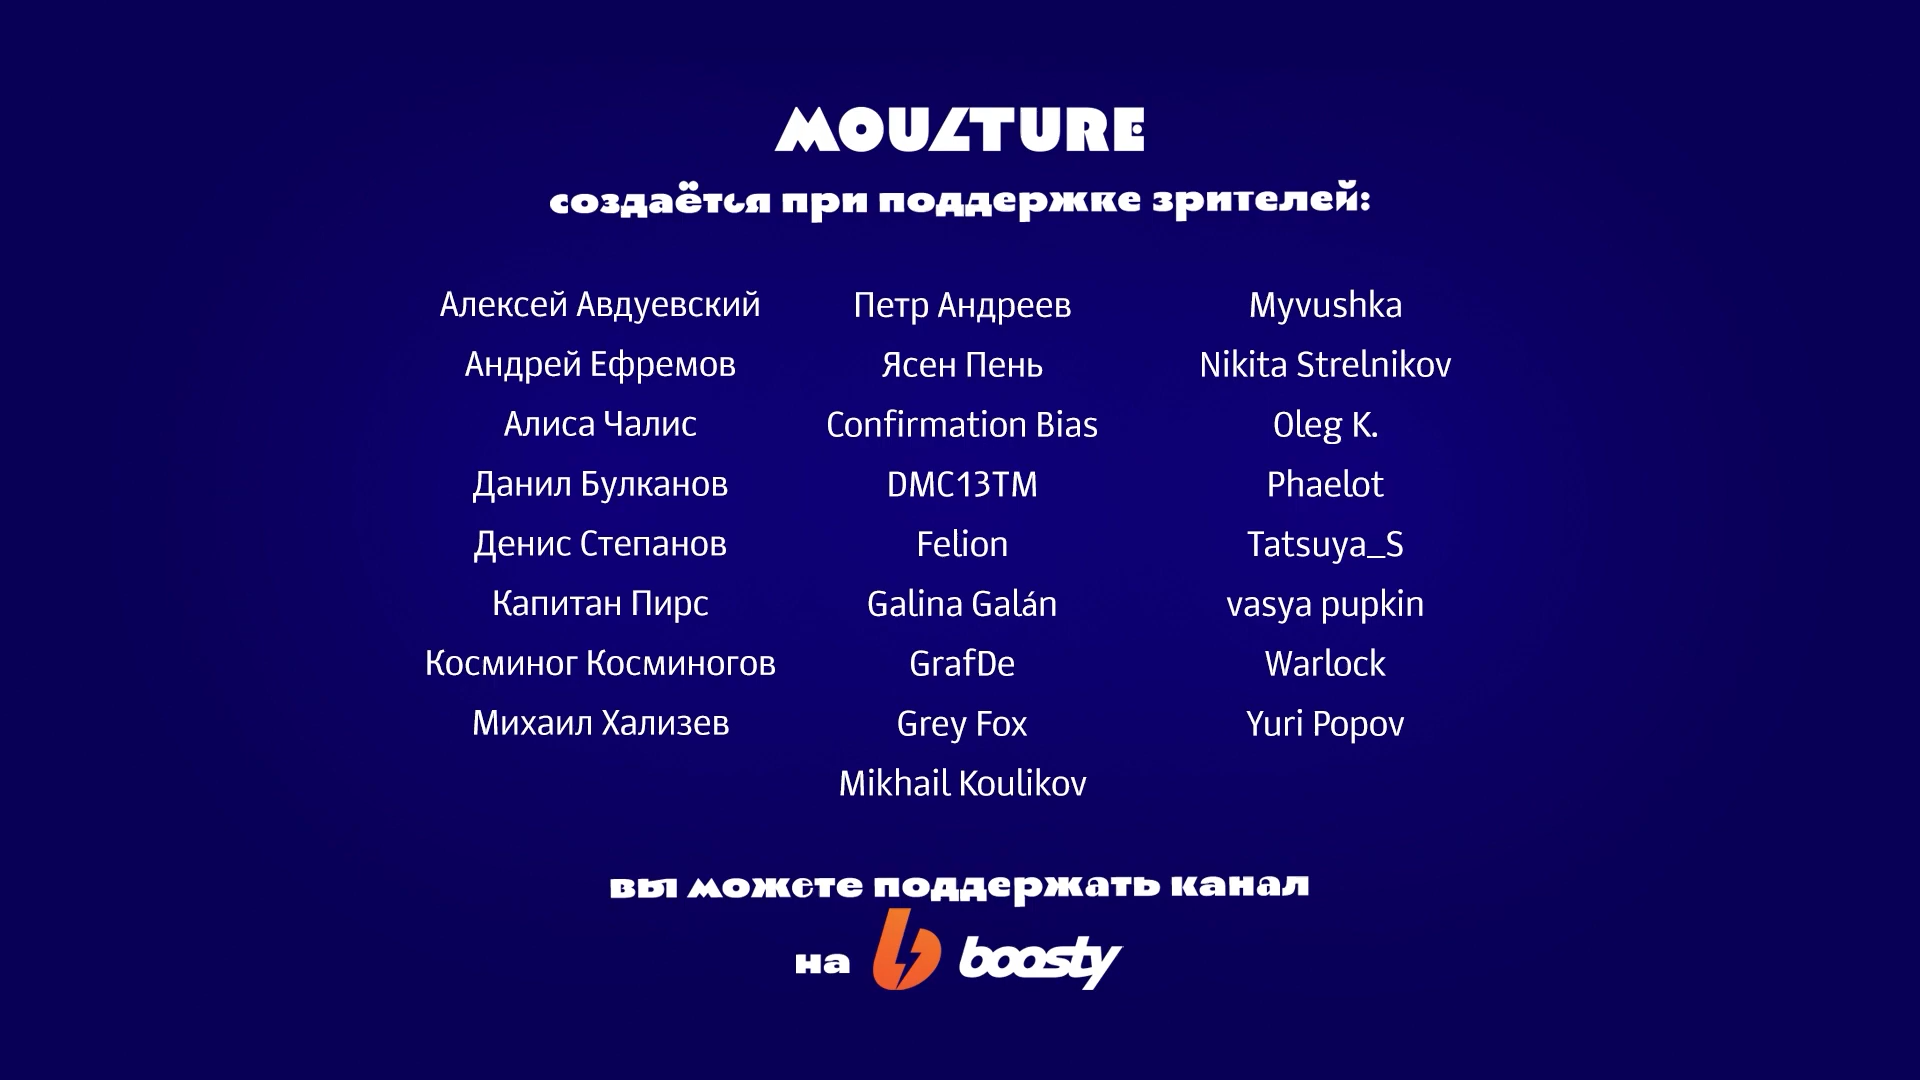 MOULTURE
создаётся при поддержке зрителей:
Алексей Авдуевский
Андрей Ефремов
Алиса Чалис
Данил Булканов
Денис Степанов
Капитан Пирс
Косминог Косминогов
Михаил Хализев
Петр Андреев
Ясен Пень
Confirmation Bias
DMC13TM
Felion
Galina Galán
GrafDe
Grey Fox
Mikhail Koulikov
Myvushka
Nikita Strelnikov
Oleg K.
Phaelot
Tatsuya_S
vasya pupkin
Warlock
Yuri Popov
вы можете поддержать канал
на boosty